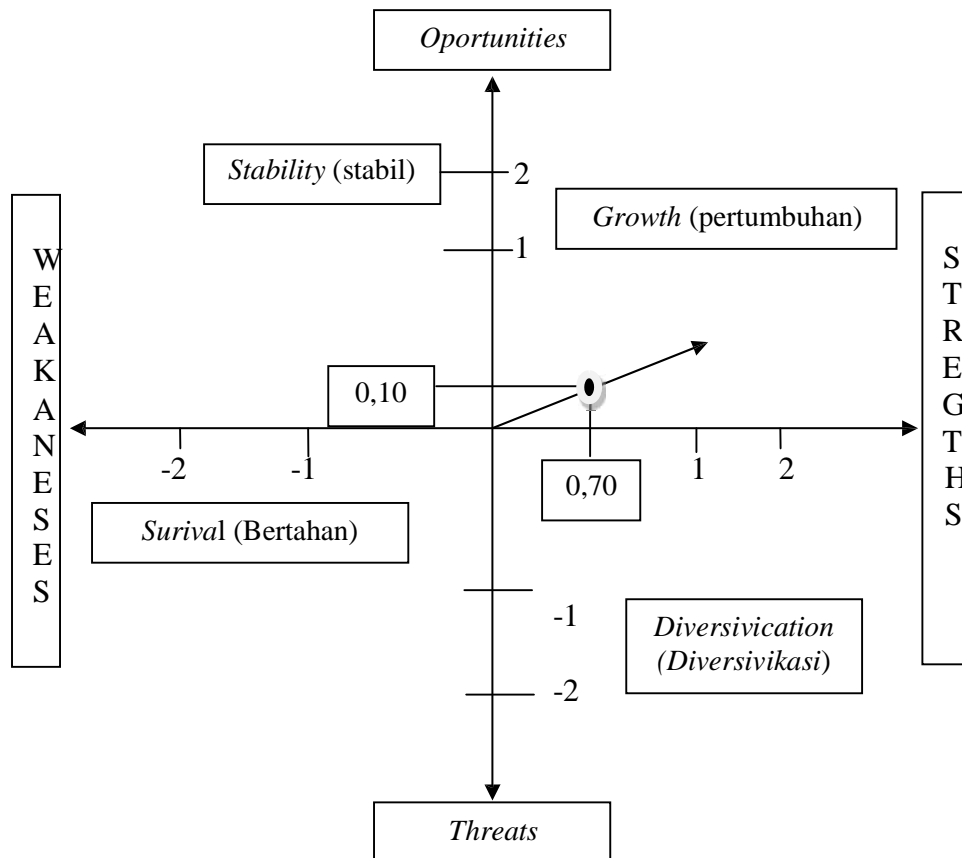 Oportunities
Stability (stabil)
2
Growth (pertumbuhan)
1
W
E
A
K
A
N
E
S
E
S
S
T
R
E
G
T
H
S
0,10
-2
-1
0,70
1
2
Surival (Bertahan)
-1
Diversivication
(Diversivikasi)
-2
Threats